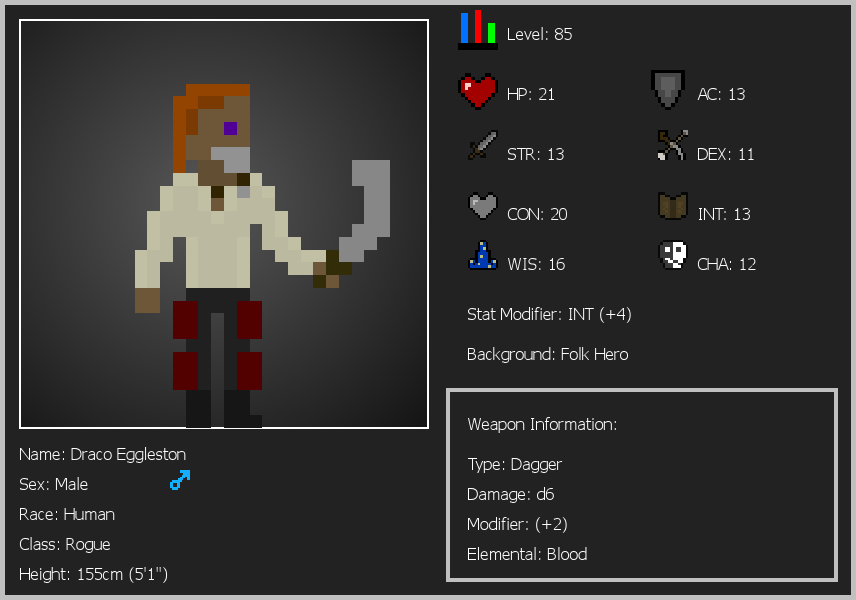 Level: 85
HP: 21
AC: 13
STR: 13
DEX: 11
CON: 20
INT: 13
WIS: 16
CHA: 12
Stat Modifier: INT (+4)
Background: Folk Hero
Weapon Information:
Type: Dagger
Damage: d6
Modifier: (+2)
Elemental: Blood
Name: Draco Eggleston
Sex: Male
Race: Human
Class: Rogue
Height: 155cm (5'1")